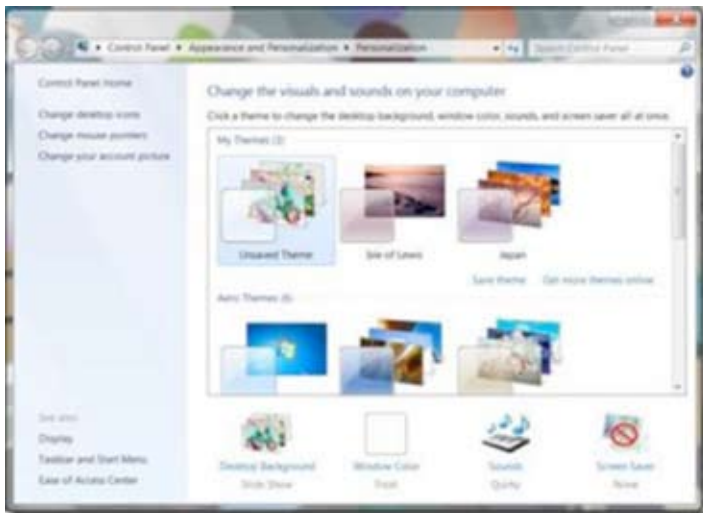 Control Panel Appearance and Personalization Personalization
Search Control Panel
Control Panel Home
Change desktop icons
Change mouse pointers
Change your account picture
Change the visuals and sounds on your computer
Click a theme to change the desktop background, window color, sounds, and screen saver all at once.
My Themes (3)
Unsaved Theme
Isle of Lewis
Japan
Save theme
Get more themes online
Aero Themes (6)
See also
Display
Taskbar and Start Menu
Ease of Access Center
Desktop Background
Slide Show
Window Color
Frost
Sounds
Quirky
Screen Saver
None